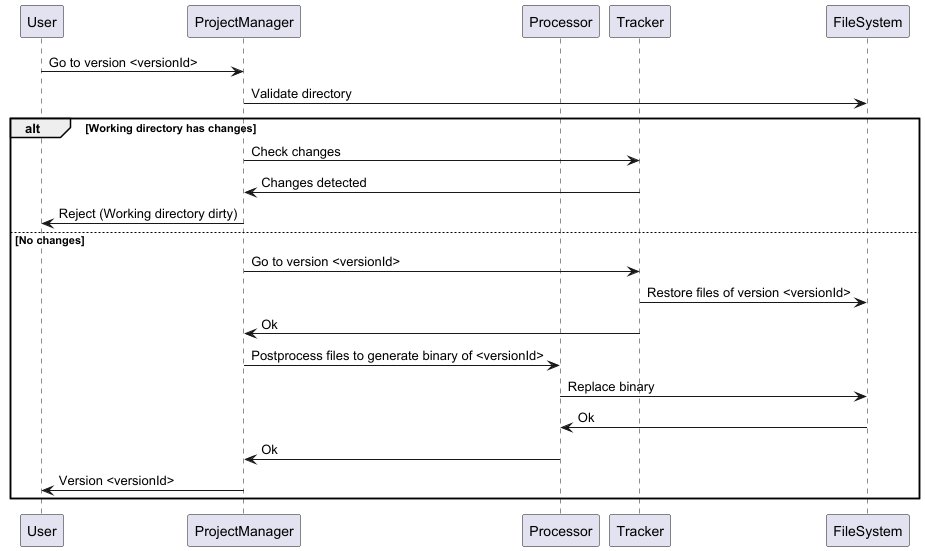 User ProjectManager Processor Tracker FileSystem
Go to version <versionId>
Validate directory
alt [Working directory has changes]
Check changes
Changes detected
Reject (Working directory dirty)
[No changes]
Go to version <versionId>
Restore files of version <versionId>
Ok
Postprocess files to generate binary of <versionId>
Replace binary
Ok
Ok
Version <versionId>
User ProjectManager Processor Tracker FileSystem